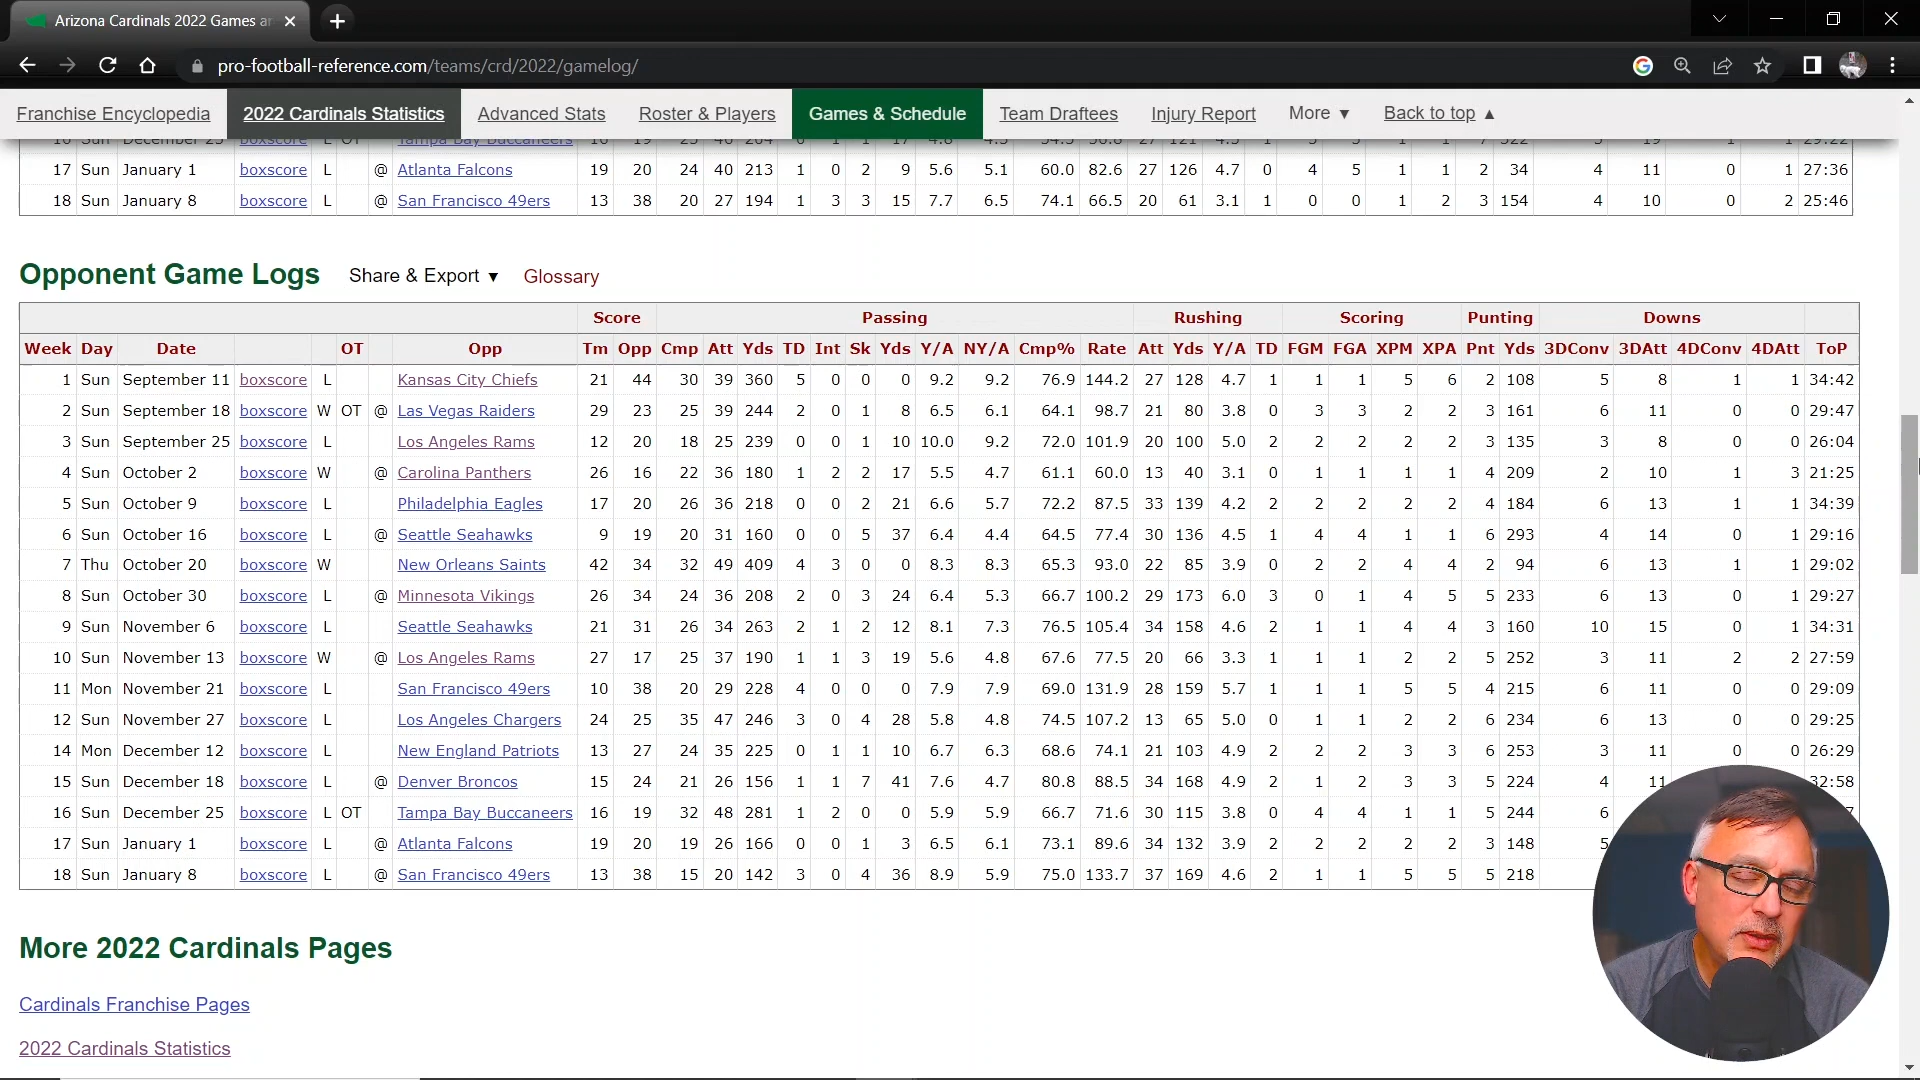 Arizona Cardinals 2022 Games ar
pro-football-reference.com/teams/crd/2022/gamelog/
Franchise Encyclopedia 2022 Cardinals Statistics Advanced Stats Roster & Players Games & Schedule Team Draftees Injury Report More ▼ Back to top ▲
17 Sun January 1 boxscore L @ Atlanta Falcons 19 20 24 40 213 1 0 2 9 5.6 5.1 60.0 82.6 27 126 4.7 0 4 5 1 1 2 34 4 11 0 1 27:36
18 Sun January 8 boxscore L @ San Francisco 49ers 13 38 20 27 194 1 3 3 15 7.7 6.5 74.1 66.5 20 61 3.1 1 0 0 1 2 3 154 4 10 0 2 25:46
Opponent Game Logs Share & Export ▼ Glossary
Score Passing Rushing Scoring Punting Downs
Week Day Date OT Opp Tm Opp Cmp Att Yds TD Int Sk Yds Y/A NY/A Cmp% Rate Att Yds Y/A TD FGM FGA XPM XPA Pnt Yds 3DConv 3DAtt 4DConv 4DAtt ToP
1 Sun September 11 boxscore L Kansas City Chiefs 21 44 30 39 360 5 0 0 0 9.2 9.2 76.9 144.2 27 128 4.7 1 1 1 5 6 2 108 5 8 1 1 34:42
2 Sun September 18 boxscore W OT @ Las Vegas Raiders 29 23 25 39 244 2 0 1 8 6.5 6.1 64.1 98.7 21 80 3.8 0 3 3 2 2 3 161 6 11 0 0 29:47
3 Sun September 25 boxscore L Los Angeles Rams 12 20 18 25 239 0 0 1 10 10.0 9.2 72.0 101.9 20 100 5.0 2 2 2 2 2 3 135 3 8 0 0 26:04
4 Sun October 2 boxscore W @ Carolina Panthers 26 16 22 36 180 1 2 2 17 5.5 4.7 61.1 60.0 13 40 3.1 0 1 1 1 1 4 209 2 10 1 3 21:25
5 Sun October 9 boxscore L Philadelphia Eagles 17 20 26 36 218 0 0 2 21 6.6 5.7 72.2 87.5 33 139 4.2 2 2 2 2 2 4 184 6 13 1 1 34:39
6 Sun October 16 boxscore L @ Seattle Seahawks 9 19 20 31 160 0 0 5 37 6.4 4.4 64.5 77.4 30 136 4.5 1 4 4 1 1 6 293 4 14 0 1 29:16
7 Thu October 20 boxscore W New Orleans Saints 42 34 32 49 409 4 3 0 0 8.3 8.3 65.3 93.0 22 85 3.9 0 2 2 4 4 2 94 6 13 1 1 29:02
8 Sun October 30 boxscore L @ Minnesota Vikings 26 34 24 36 208 2 0 3 24 6.4 5.3 66.7 100.2 29 173 6.0 3 0 1 4 5 5 233 6 13 0 1 29:27
9 Sun November 6 boxscore L Seattle Seahawks 21 31 26 34 263 2 1 2 12 8.1 7.3 76.5 105.4 34 158 4.6 2 1 1 4 4 3 160 10 15 0 1 34:31
10 Sun November 13 boxscore W @ Los Angeles Rams 27 17 25 37 190 1 1 3 19 5.6 4.8 67.6 77.5 20 66 3.3 1 1 1 2 2 5 252 3 11 2 2 27:59
11 Mon November 21 boxscore L San Francisco 49ers 10 38 20 29 228 4 0 0 0 7.9 7.9 69.0 131.9 28 159 5.7 1 1 1 5 5 4 215 6 11 0 0 29:09
12 Sun November 27 boxscore L Los Angeles Chargers 24 25 35 47 246 3 0 4 28 5.8 4.8 74.5 107.2 13 65 5.0 0 1 1 2 2 6 234 6 13 0 0 29:25
14 Mon December 12 boxscore L New England Patriots 13 27 24 35 225 0 1 1 10 6.7 6.3 68.6 74.1 21 103 4.9 2 2 2 3 3 6 253 3 11 0 0 26:29
15 Sun December 18 boxscore L @ Denver Broncos 15 24 21 26 156 1 1 7 41 7.6 4.7 80.8 88.5 34 168 4.9 2 1 2 3 3 5 224 4 11 32:58
16 Sun December 25 boxscore L OT Tampa Bay Buccaneers 16 19 32 48 281 1 2 0 0 5.9 5.9 66.7 71.6 30 115 3.8 0 4 4 1 1 5 244 6
17 Sun January 1 boxscore L @ Atlanta Falcons 19 20 19 26 166 0 0 1 3 6.5 6.1 73.1 89.6 34 132 3.9 2 2 2 2 2 3 148 5
18 Sun January 8 boxscore L @ San Francisco 49ers 13 38 15 20 142 3 0 4 36 8.9 5.9 75.0 133.7 37 169 4.6 2 1 1 5 5 5 218
More 2022 Cardinals Pages
Cardinals Franchise Pages
2022 Cardinals Statistics